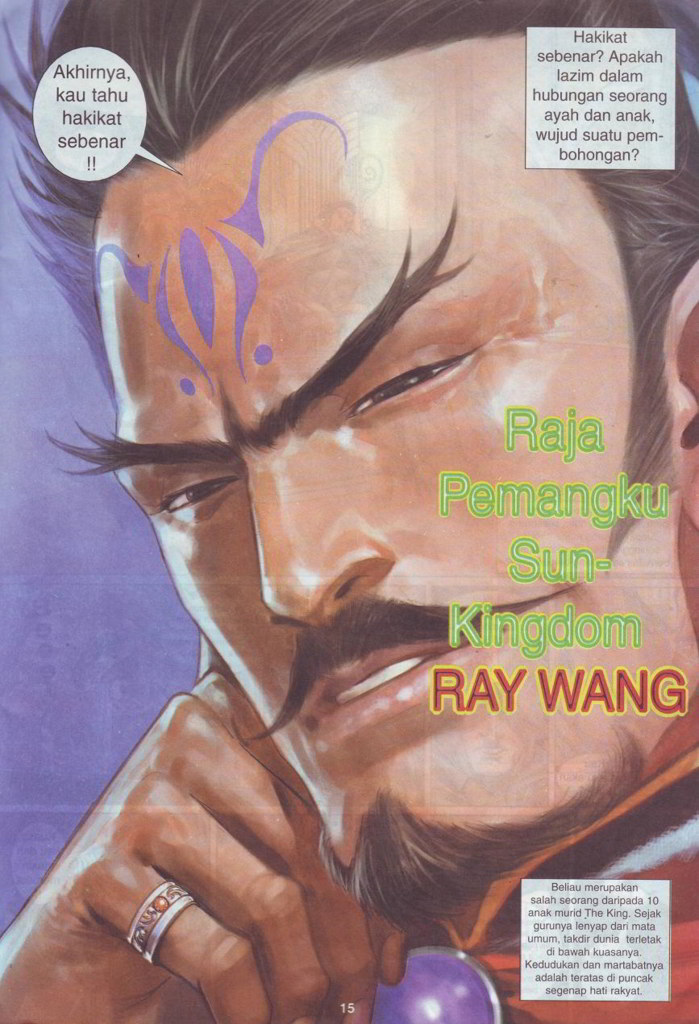 Akhirnya,
kau tahu
hakikat
sebenar
!!
Hakikat
sebenar? Apakah
lazim dalam
hubungan seorang
ayah dan anak,
wujud suatu pem-
bohongan?
Raja
Pemangku
Sun-
Kingdom
RAY WANG
Beliau merupakan
salah seorang daripada 10
anak murid The King. Sejak
gurunya lenyap dari mata
umum, takdir dunia terletak
di bawah kuasanya.
Kedudukan dan martabatnya
adalah teratas di puncak
segenap hati rakyat.
15